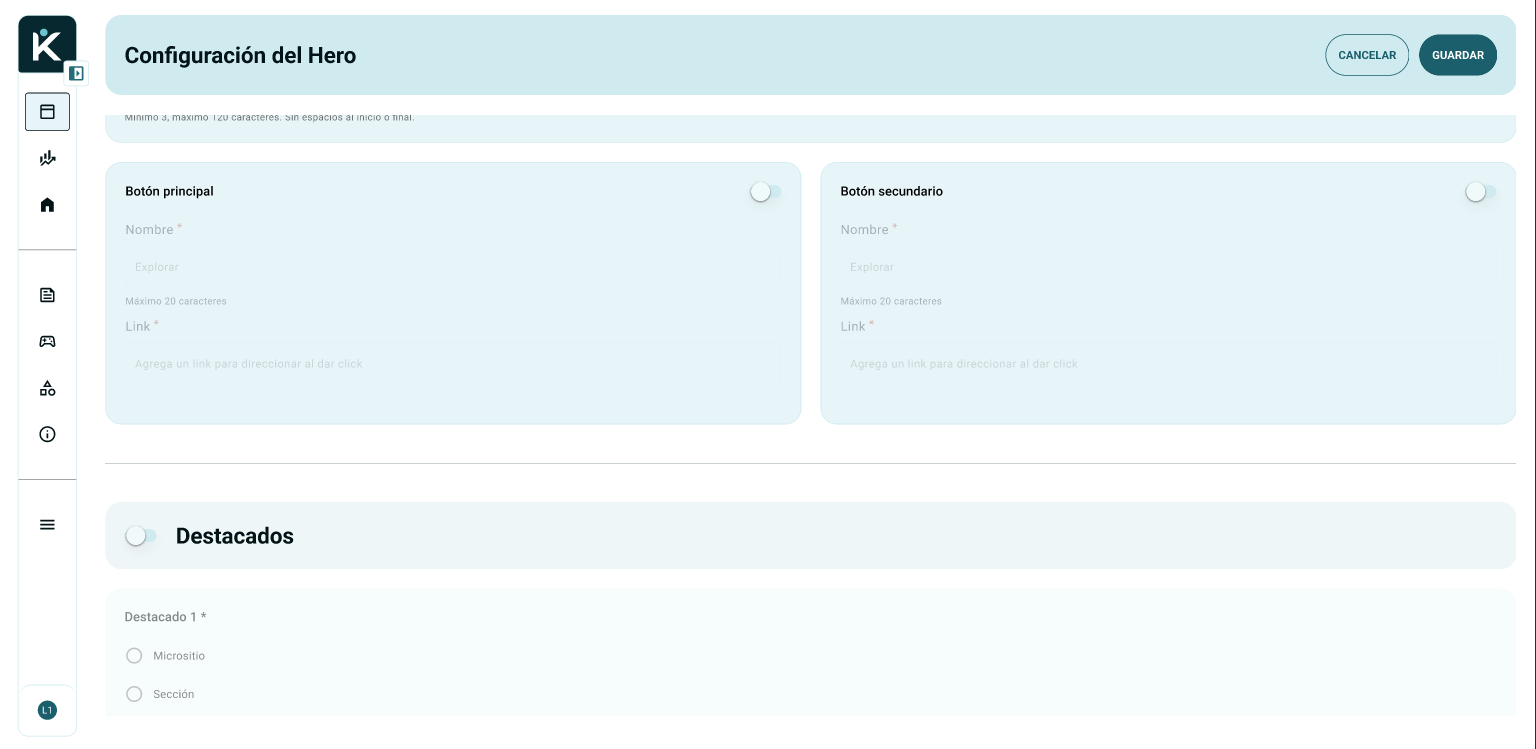 Configuración del Hero
CANCELAR
GUARDAR
Mínimo 3, máximo 120 caracteres. Sin espacios al inicio o final.
Botón principal
Nombre *
Explorar
Máximo 20 caracteres
Link *
Agrega un link para direccionar al dar click
Botón secundario
Nombre *
Explorar
Máximo 20 caracteres
Link *
Agrega un link para direccionar al dar click
Destacados
Destacado 1 *
Micrositio
Sección
L1